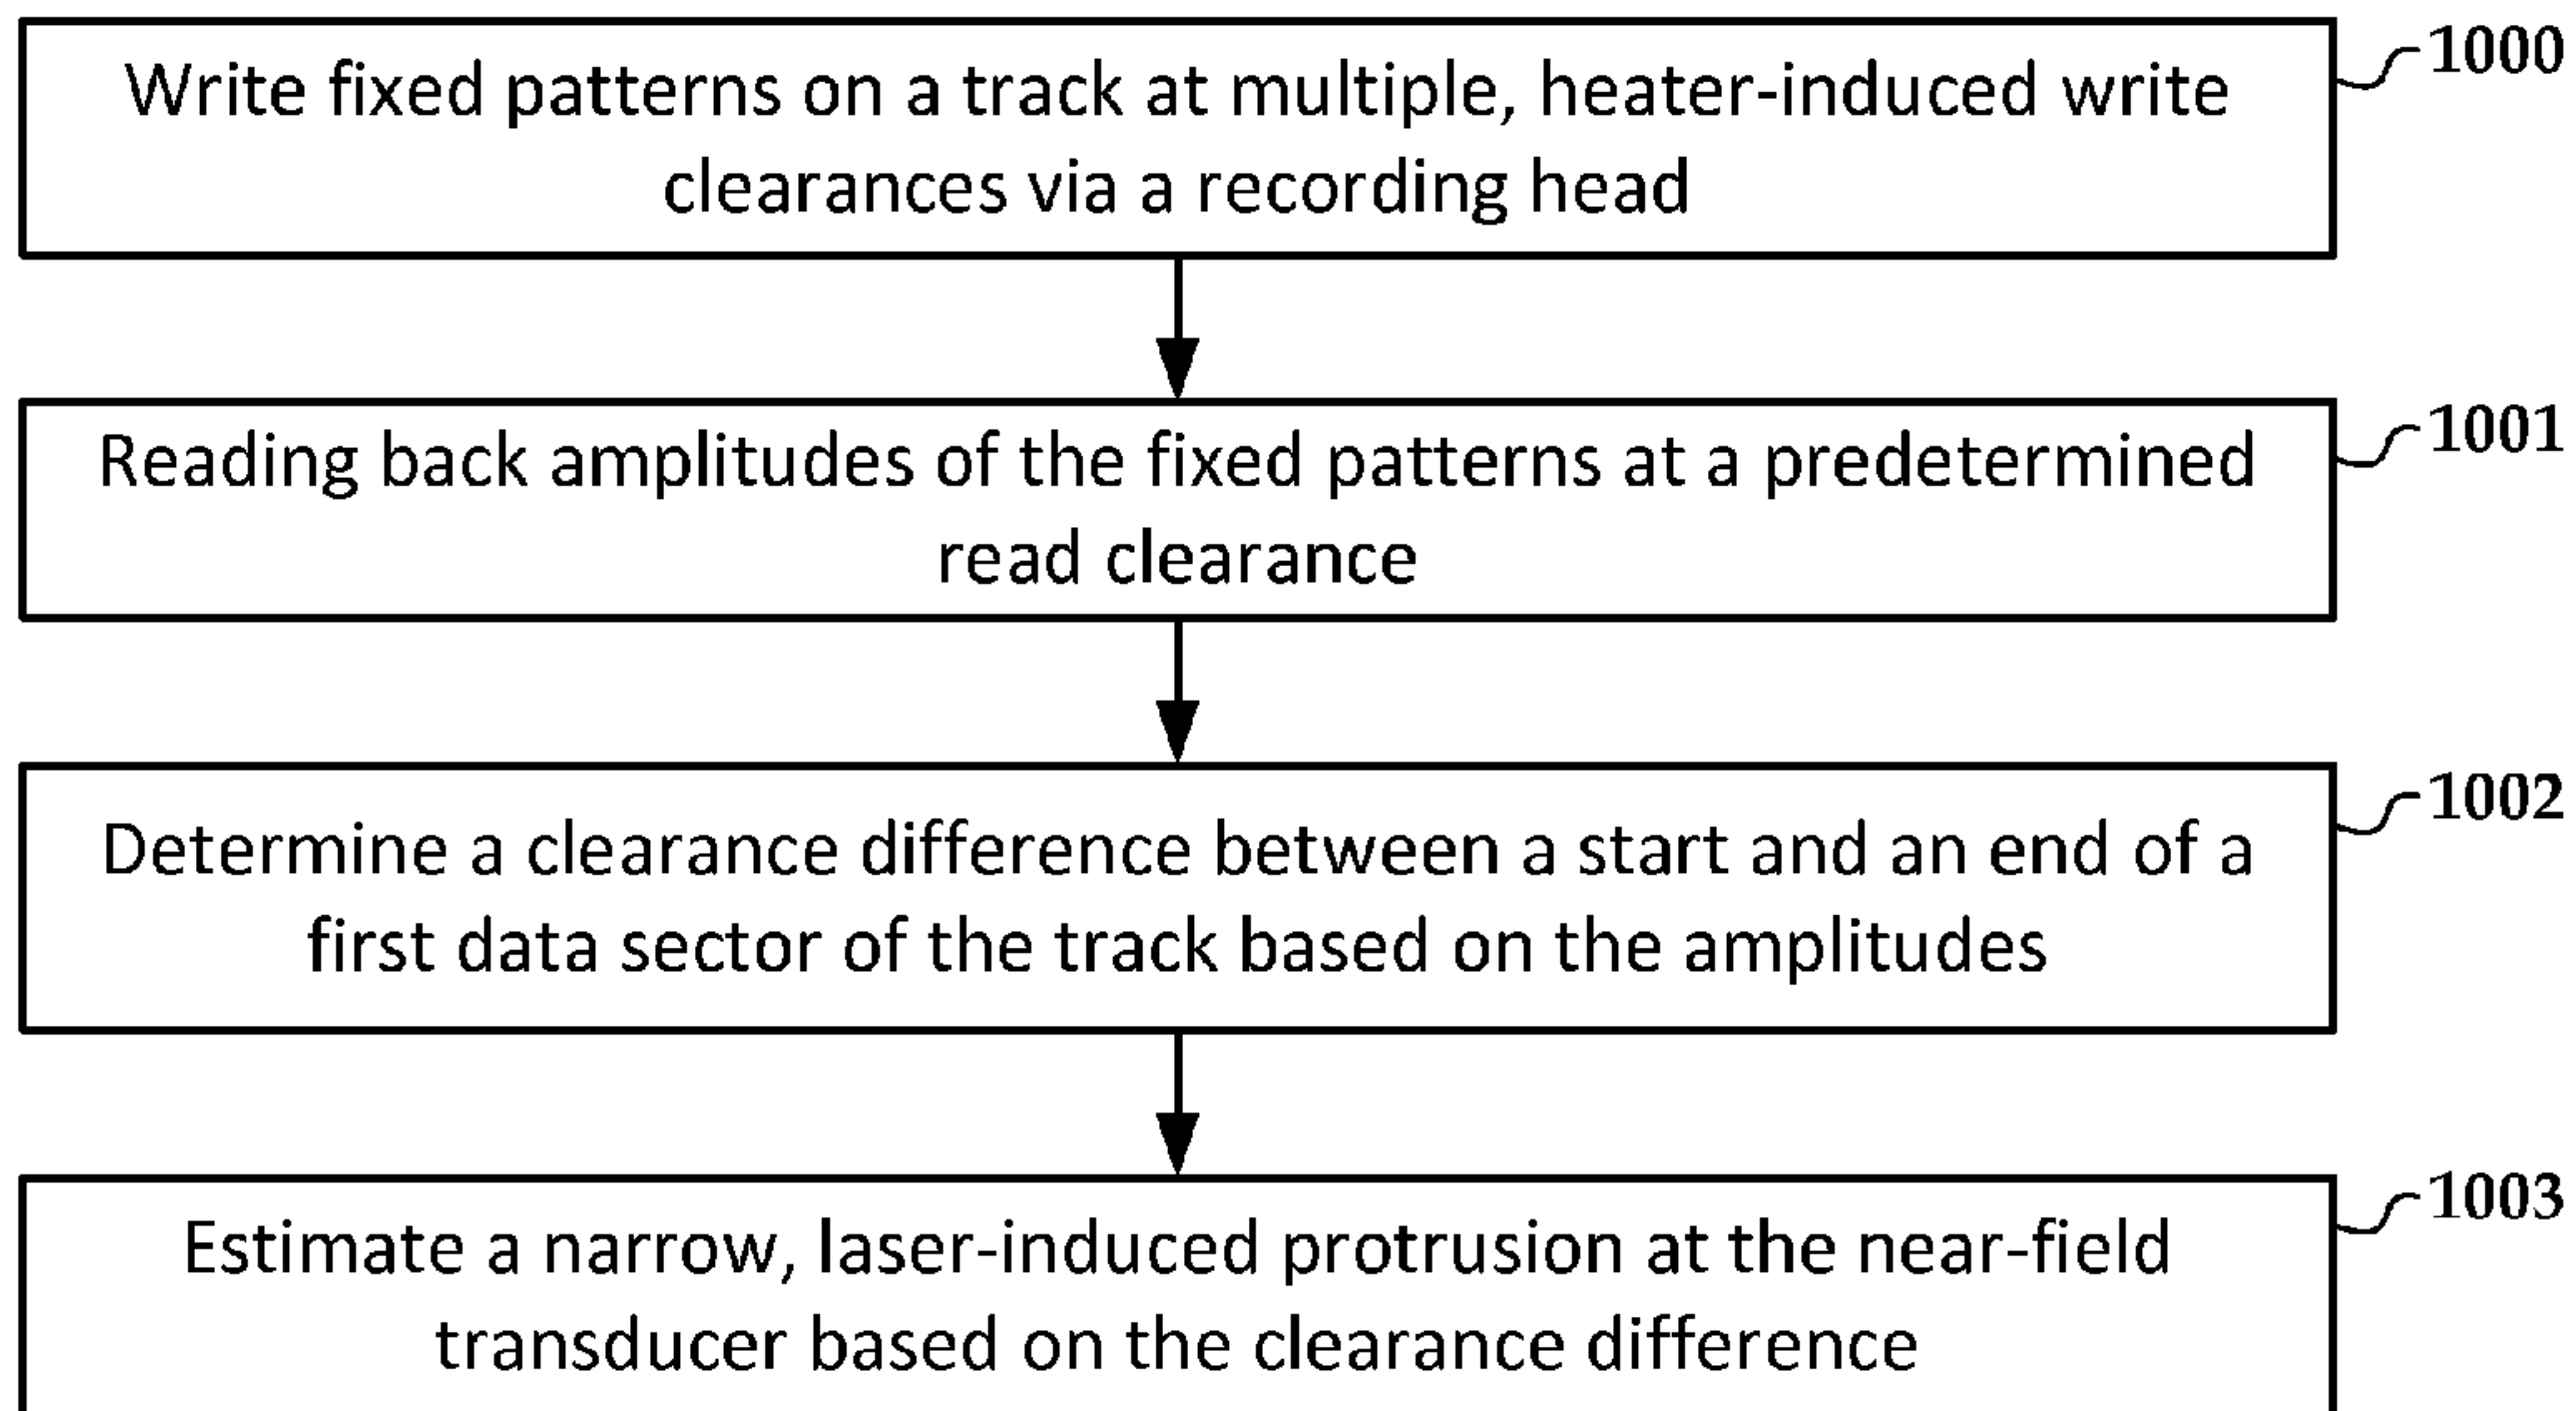 Write fixed patterns on a track at multiple, heater-induced write
clearances via a recording head
1000
Reading back amplitudes of the fixed patterns at a predetermined
read clearance
1001
Determine a clearance difference between a start and an end of a
first data sector of the track based on the amplitudes
1002
Estimate a narrow, laser-induced protrusion at the near-field
transducer based on the clearance difference
1003